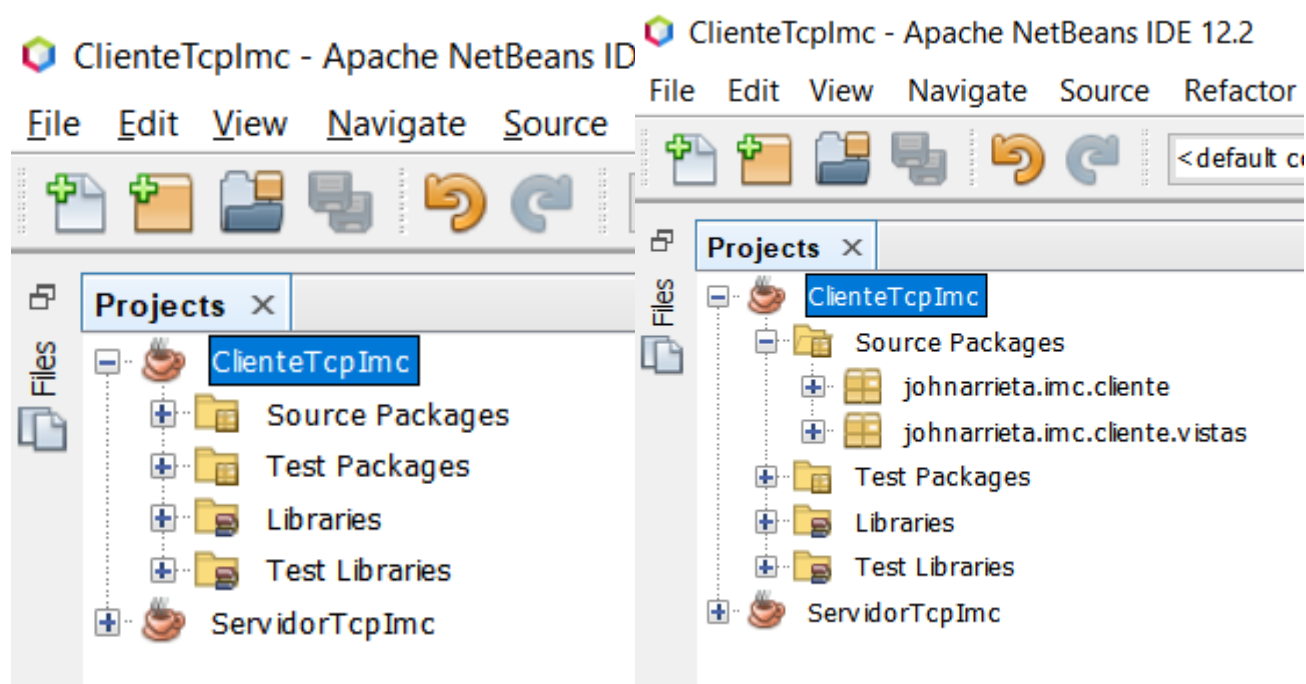 ClienteTcpImc - Apache NetBeans ID
File Edit View Navigate Source
Projects ×
Files
ClienteTcpImc
Source Packages
Test Packages
Libraries
Test Libraries
ServidorTcpImc
ClienteTcpImc - Apache NetBeans IDE 12.2
File Edit View Navigate Source Refactor
<default co
Projects ×
Files
ClienteTcpImc
Source Packages
johnarrieta.imc.cliente
johnarrieta.imc.cliente.vistas
Test Packages
Libraries
Test Libraries
ServidorTcpImc